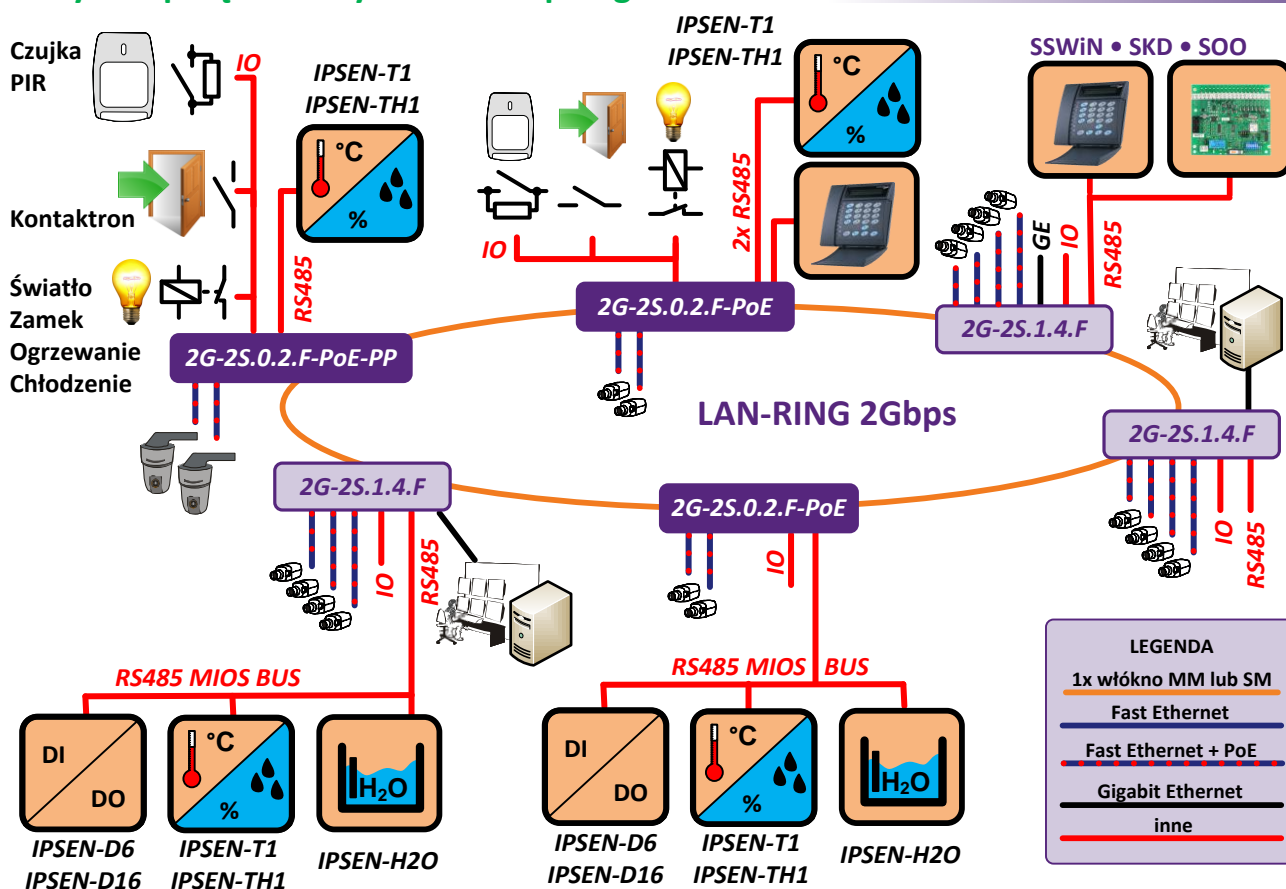 Czujka
PIR
IO
IPSEN-T1
IPSEN-TH1
°C
%
Kontaktron
RS485
Światło
Zamek
Ogrzewanie
Chłodzenie
2G-2S.0.2.F-PoE-PP
IPSEN-T1
IPSEN-TH1
°C
%
2x RS485
IO
2G-2S.0.2.F-PoE
SSWiN • SKD • SOO
GE
IO
RS485
2G-2S.1.4.F
LAN-RING 2Gbps
2G-2S.1.4.F
IO
RS485
2G-2S.1.4.F
IO
RS485
2G-2S.0.2.F-PoE
IO
RS485 MIOS BUS
DI
DO
°C
%
H2O
IPSEN-D6
IPSEN-D16
IPSEN-T1
IPSEN-TH1
IPSEN-H2O
RS485 MIOS BUS
DI
DO
°C
%
H2O
IPSEN-D6
IPSEN-D16
IPSEN-T1
IPSEN-TH1
IPSEN-H2O
LEGENDA
1x włókno MM lub SM
Fast Ethernet
Fast Ethernet + PoE
Gigabit Ethernet
inne